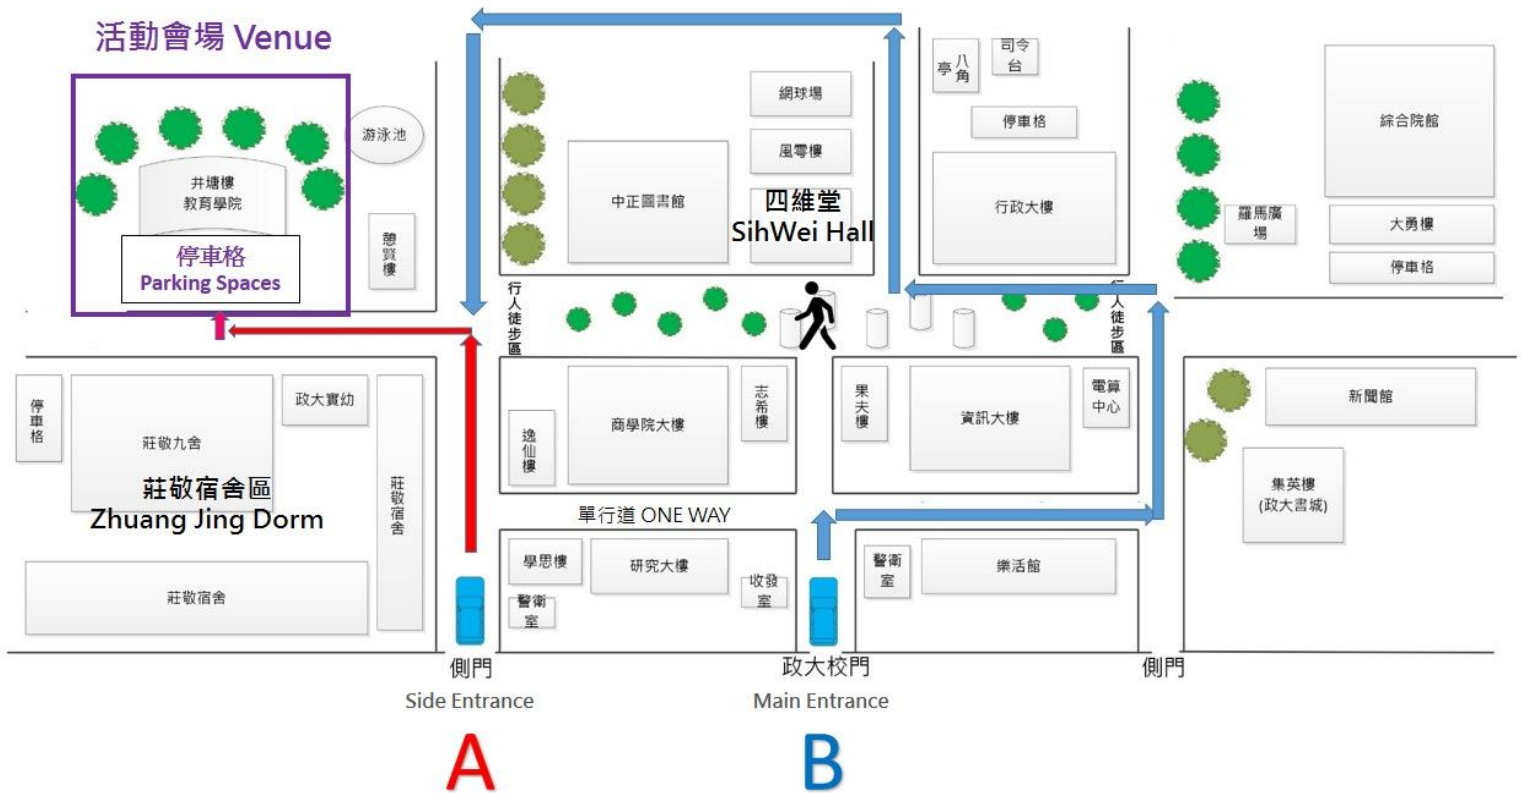 活動會場 Venue
游泳池
井塘樓
教育學院
停車格
Parking Spaces
憩賢樓
網球場
風雩樓
中正圖書館
四維堂
SihWei Hall
八角亭
司令
台
停車格
行政大樓
綜合院館
羅馬廣
場
大勇樓
停車格
行人徒步區
行人徒步區
停車格
莊敬九舍
政大實幼
莊敬宿舍
莊敬宿舍區
Zhuang Jing Dorm
莊敬宿舍
逸仙樓
商學院大樓
志希樓
果夫樓
資訊大樓
電算
中心
新聞館
集英樓
(政大書城)
單行道 ONE WAY
學思樓
警衛
室
研究大樓
收發
室
警衛
室
樂活館
側門
Side Entrance
A
政大校門
Main Entrance
B
側門